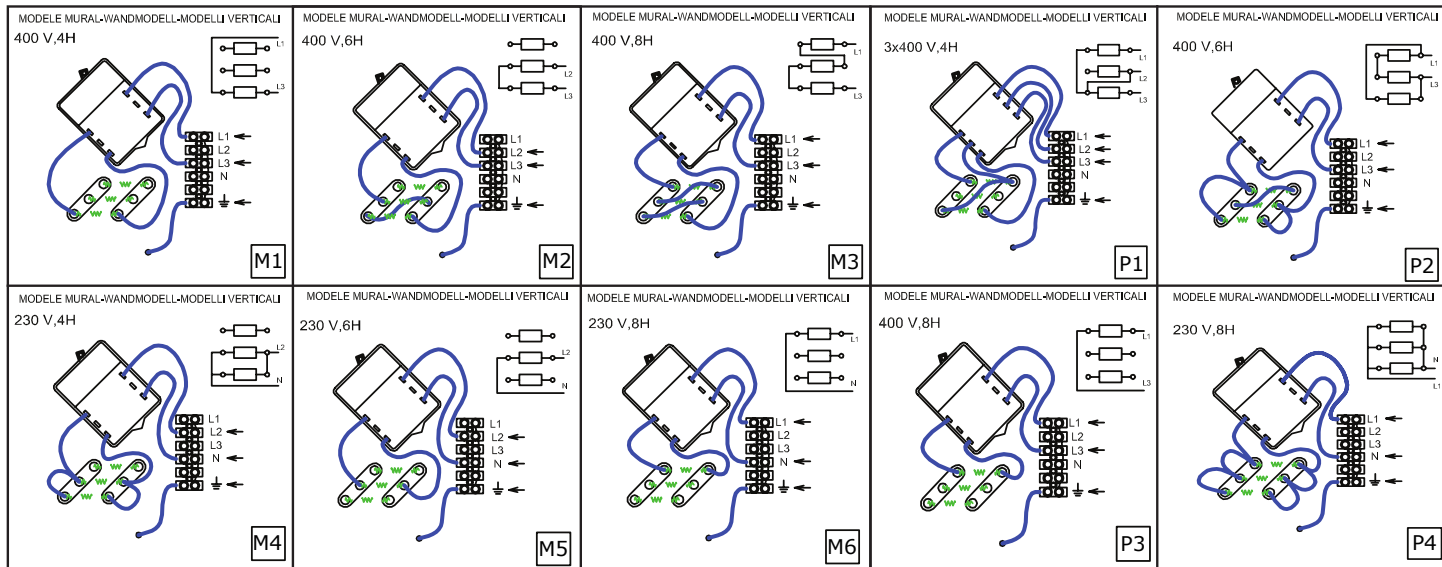 MODELE MURAL-WANDMODELL-MODELLI VERTICALI
400 V,4H
L1
L3
L1
L2
L3
N
M1
MODELE MURAL-WANDMODELL-MODELLI VERTICALI
400 V,6H
L2
L3
L1
L2
L3
N
M2
MODELE MURAL-WANDMODELL-MODELLI VERTICALI
400 V,8H
L1
L3
L1
L2
L3
N
M3
MODELE MURAL-WANDMODELL-MODELLI VERTICALI
3x400 V,4H
L1
L2
L3
L1
L2
L3
N
P1
MODELE MURAL-WANDMODELL-MODELLI VERTICALI
400 V,6H
L1
L3
L1
L2
L3
N
P2
MODELE MURAL-WANDMODELL-MODELLI VERTICALI
230 V,4H
L2
N
L1
L2
L3
N
M4
MODELE MURAL-WANDMODELL-MODELLI VERTICALI
230 V,6H
L2
N
L1
L2
L3
N
M5
MODELE MURAL-WANDMODELL-MODELLI VERTICALI
230 V,8H
L1
N
L1
L2
L3
N
M6
MODELE MURAL-WANDMODELL-MODELLI VERTICALI
400 V,8H
L1
L3
L1
L2
L3
N
P3
MODELE MURAL-WANDMODELL-MODELLI VERTICALI
230 V,8H
N
L1
L1
L2
L3
N
P4